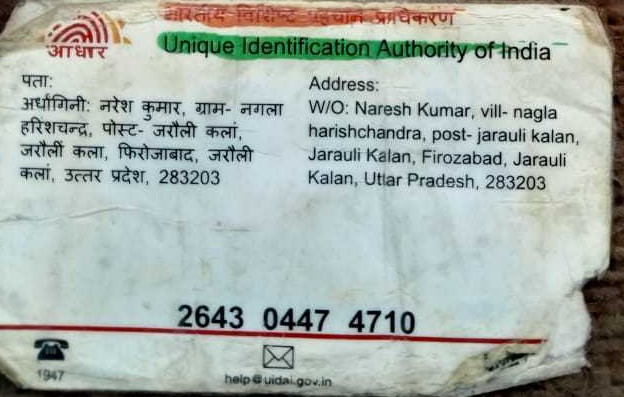 भारतीय विशिष्ट पहचान प्राधिकरण
आधार
Unique Identification Authority of India
पता:
अर्धांगिनी: नरेश कुमार, ग्राम- नगला
हरिशचन्द्र, पोस्ट- जरौली कलां,
जरौली कला, फिरोजाबाद, जरौली
कलां, उत्तर प्रदेश, 283203
Address:
W/O: Naresh Kumar, vill- nagla
harishchandra, post- jarauli kalan,
Jarauli Kalan, Firozabad, Jarauli
Kalan, Uttar Pradesh, 283203
2643 0447 4710
1947
help@uidai.gov.in